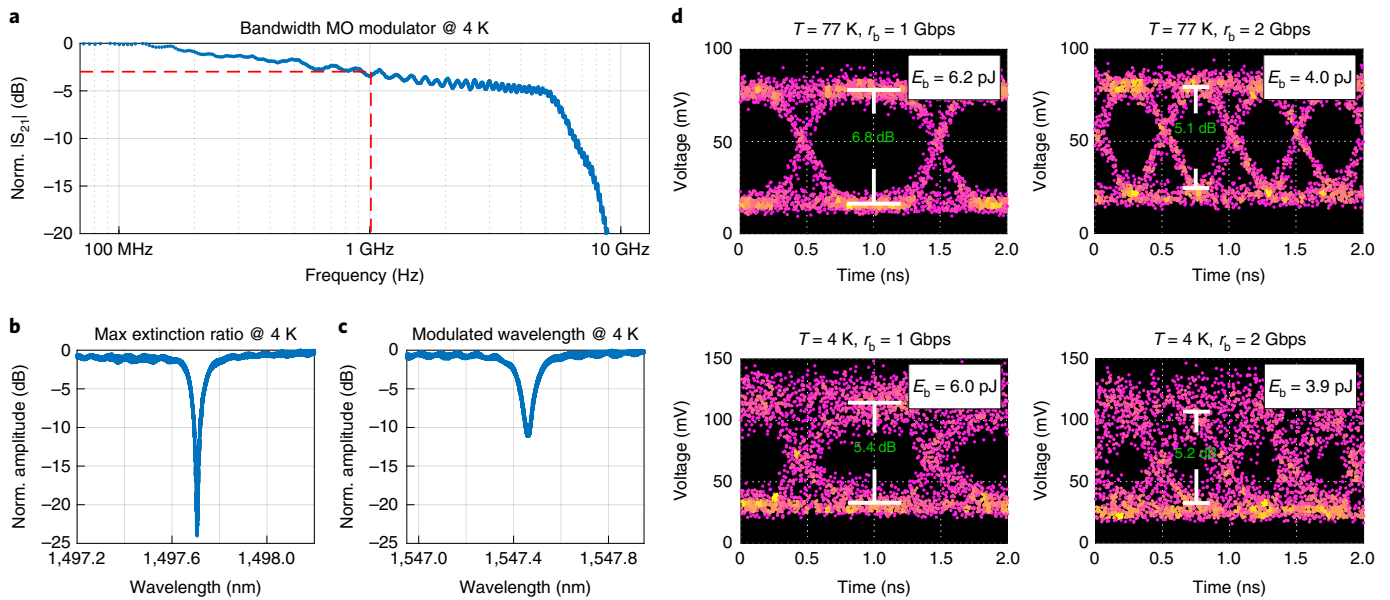 a
Bandwidth MO modulator @ 4 K
Norm. |S21| (dB)
0
–5
–10
–15
–20
100 MHz
1 GHz
10 GHz
Frequency (Hz)
b
Max extinction ratio @ 4 K
Norm. amplitude (dB)
0
–5
–10
–15
–20
–25
1,497.2
1,497.6
1,498.0
Wavelength (nm)
c
Modulated wavelength @ 4 K
Norm. amplitude (dB)
0
–5
–10
–15
–20
–25
1,547.0
1,547.4
1,547.8
Wavelength (nm)
d
T = 77 K, rb = 1 Gbps
Voltage (mV)
100
50
0
Eb = 6.2 pJ
6.8 dB
0
0.5
1.0
1.5
2.0
Time (ns)
T = 77 K, rb = 2 Gbps
Voltage (mV)
100
50
0
Eb = 4.0 pJ
5.1 dB
0
0.5
1.0
1.5
2.0
Time (ns)
T = 4 K, rb = 1 Gbps
Voltage (mV)
150
100
50
0
Eb = 6.0 pJ
5.4 dB
0
0.5
1.0
1.5
2.0
Time (ns)
T = 4 K, rb = 2 Gbps
Voltage (mV)
150
100
50
0
Eb = 3.9 pJ
5.2 dB
0
0.5
1.0
1.5
2.0
Time (ns)